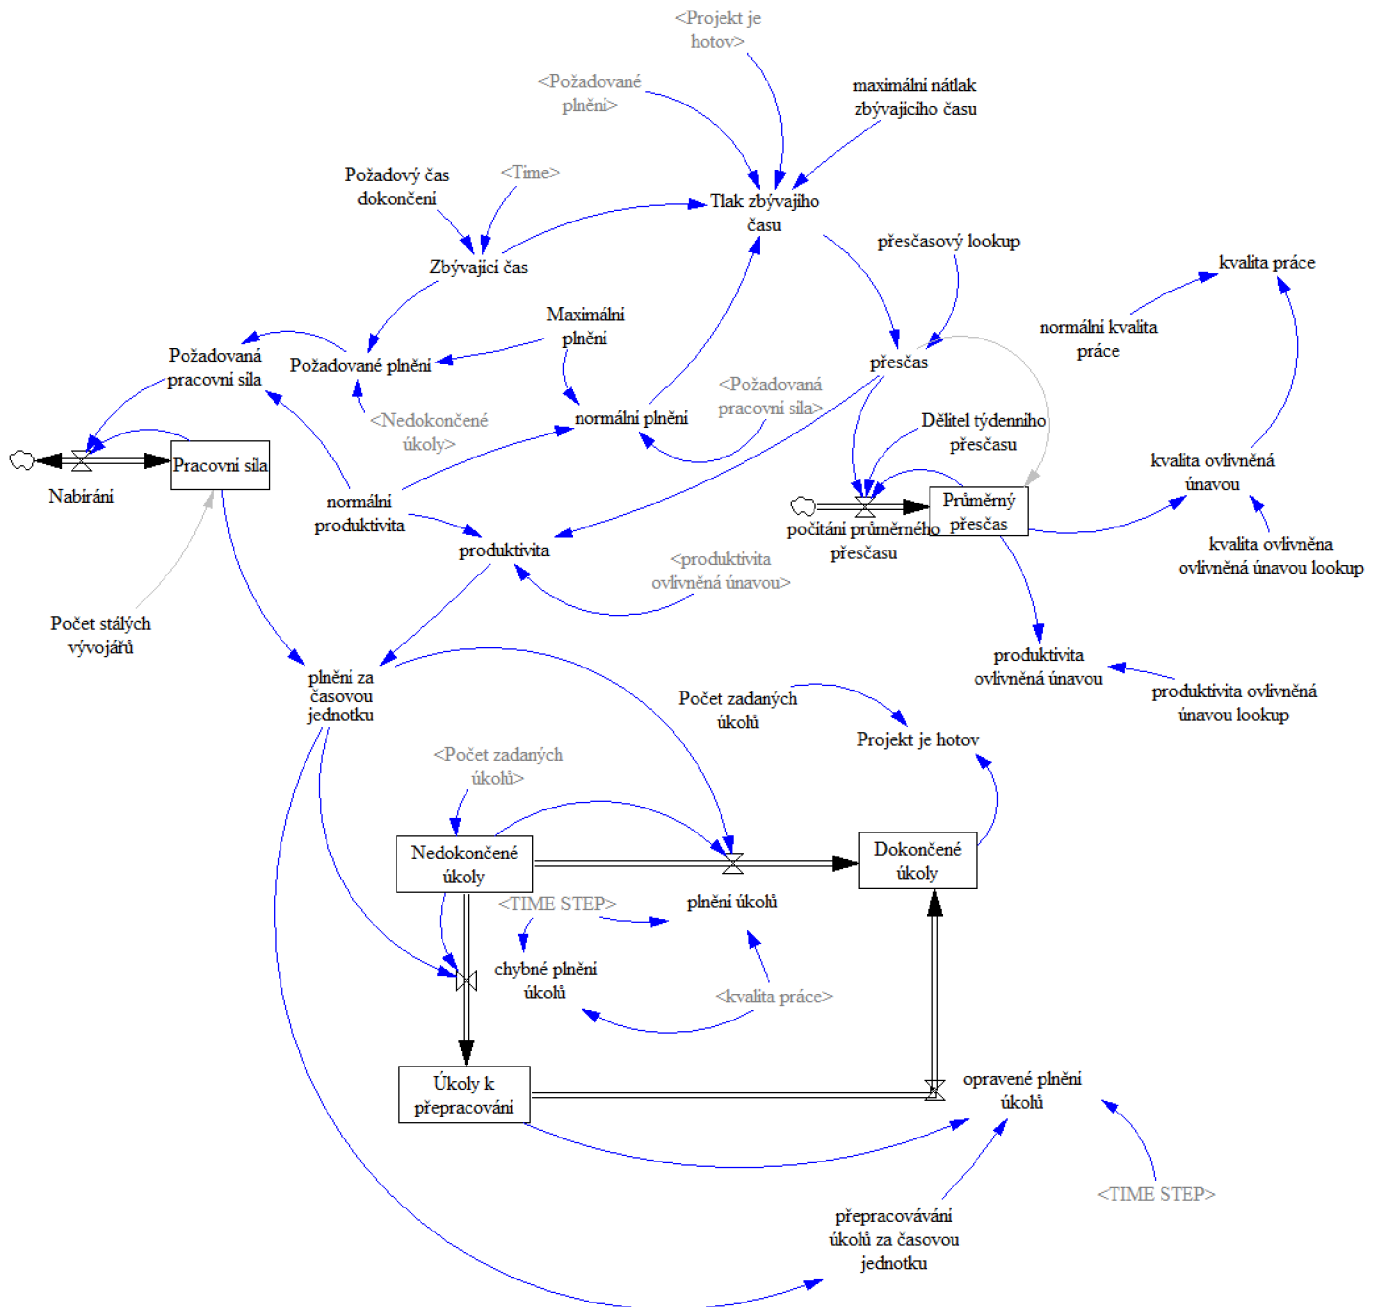 <Projekt je
hotov>
<Požadované
plnění>
maximální nátlak
zbývajicího času
Požadový čas
dokončení
<Time>
Tlak zbývajího
času
přesčasový lookup
Zbývající čas
kvalita práce
Maximální
plnění
normální kvalita
práce
Požadovaná
pracovní síla
Požadované plnění
přesčas
<Požadovaná
pracovní síla>
<Nedokončené
úkoly>
normální plnění
Dělitel týdenního
přesčasu
Pracovní síla
kvalita ovlivněná
únavou
Nabírání
normální
produktivita
Průměrný
přesčas
počítání průměrného
přesčasu
produktivita
kvalita ovlivněna
ovlivněná únavou lookup
<produktivita
ovlivněná únavou>
Počet stálých
vývojářů
produktivita
ovlivněná únavou
plnění za
časovou
jednotku
Počet zadaných
úkolů
produktivita ovlivněná
únavou lookup
Projekt je hotov
<Počet zadaných
úkolů>
Nedokončené
úkoly
Dokončené
úkoly
<TIME STEP>
plnění úkolů
chybné plnění
úkolů
<kvalita práce>
Úkoly k
přepracování
opravené plnění
úkolů
<TIME STEP>
přepracovávání
úkolů za časovou
jednotku